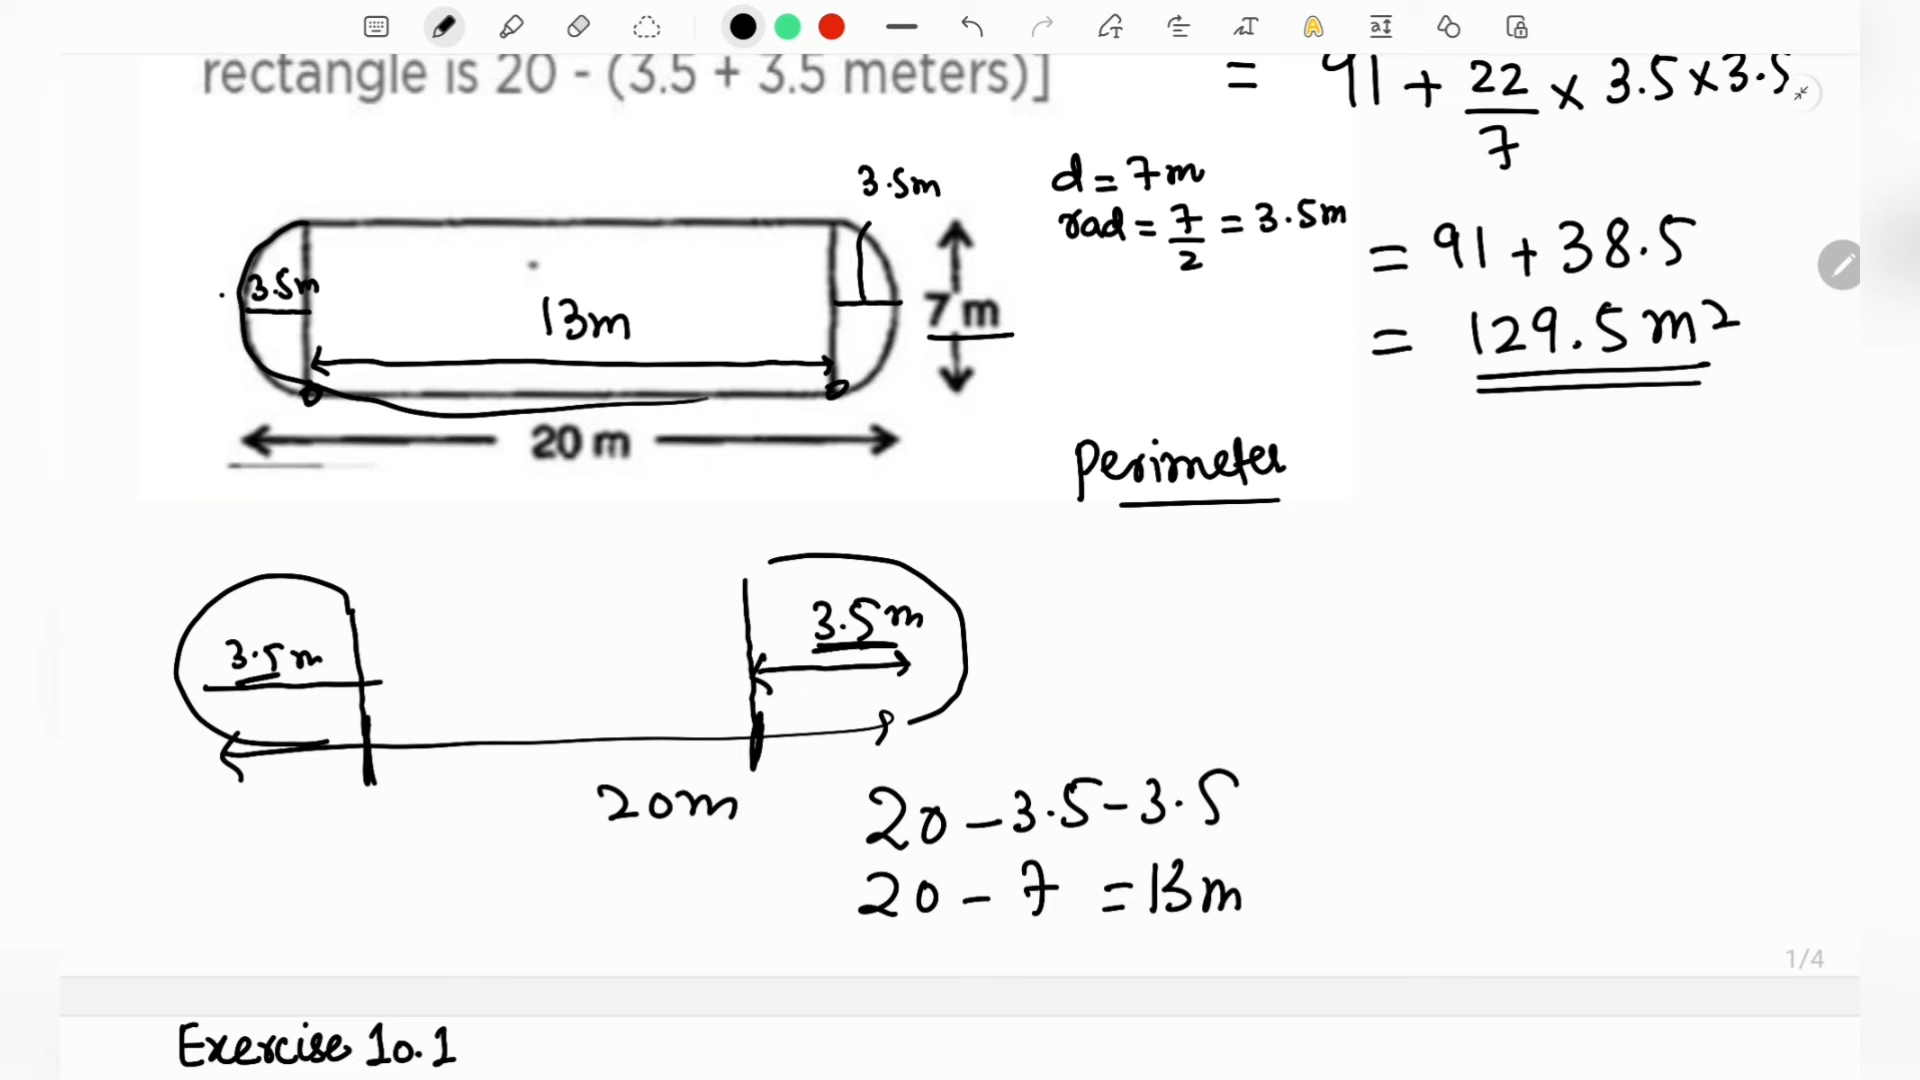 rectangle is 20 - (3.5 + 3.5 meters)]
= 91 + 22/7 × 3.5 × 3.5
3.5m
d = 7m
rad = 7/2 = 3.5m
= 91 + 38.5
3.5m
13m
7 m
= 129.5 m²
20 m
Perimeter
3.5 m
3.5 m
20m
20 - 3.5 - 3.5
20 - 7 = 13m
1/4
Exercise 10.1